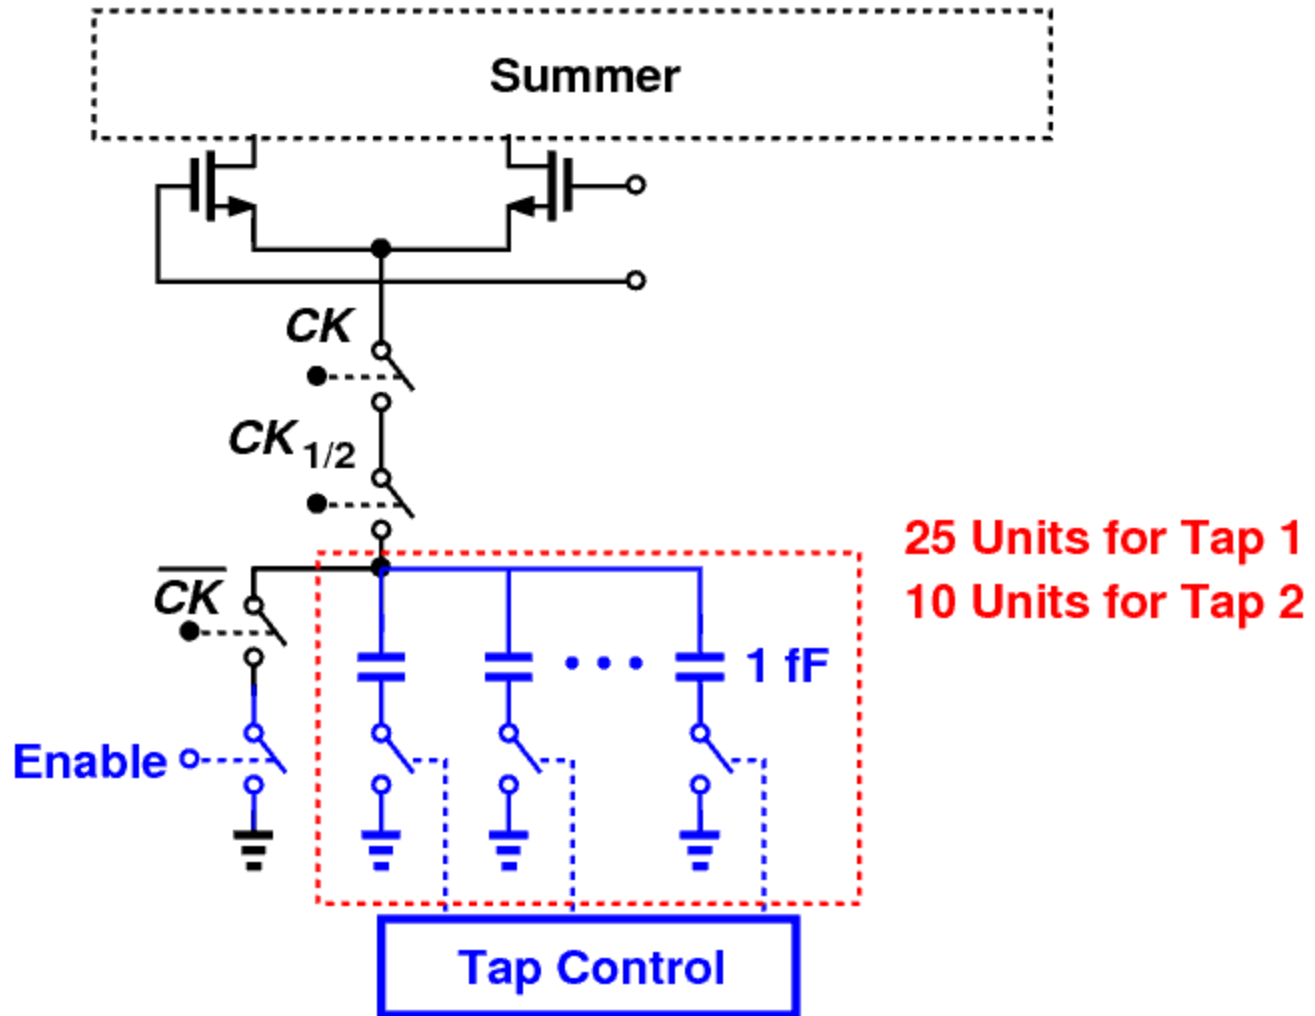 Summer
CK
CK1/2
25 Units for Tap 1
10 Units for Tap 2
C̅K̅
1 fF
Enable
Tap Control